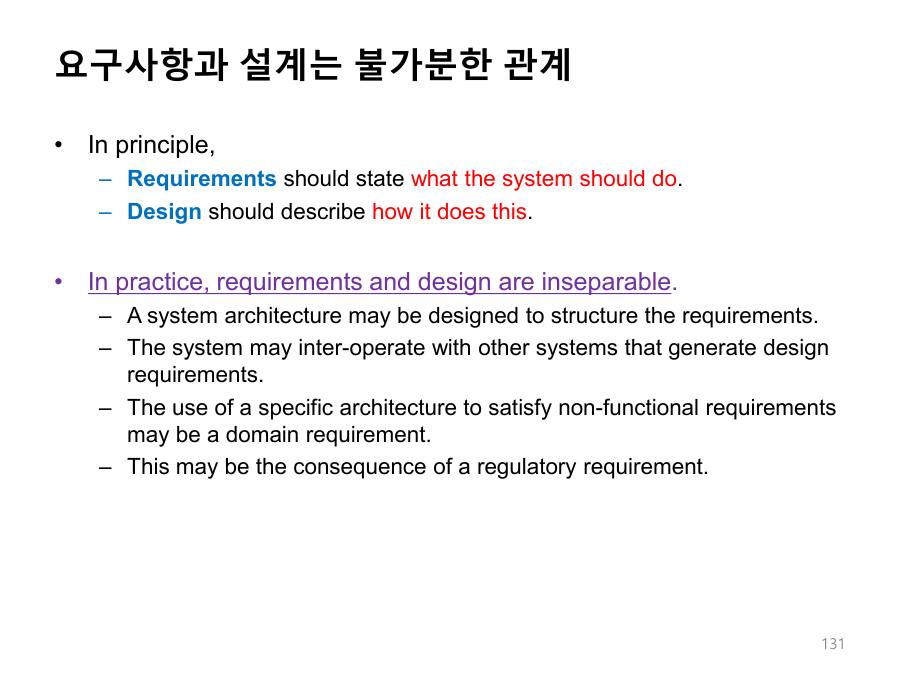 요구사항과 설계는 불가분한 관계
• In principle,
– Requirements should state what the system should do.
– Design should describe how it does this.
• In practice, requirements and design are inseparable.
– A system architecture may be designed to structure the requirements.
– The system may inter-operate with other systems that generate design
requirements.
– The use of a specific architecture to satisfy non-functional requirements
may be a domain requirement.
– This may be the consequence of a regulatory requirement.
131